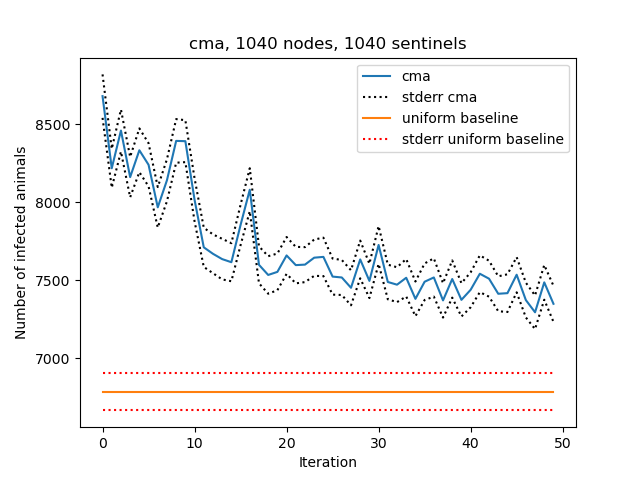 cma, 1040 nodes, 1040 sentinels
cma
stderr cma
uniform baseline
stderr uniform baseline
Number of infected animals
8500
8000
7500
7000
0 10 20 30 40 50
Iteration